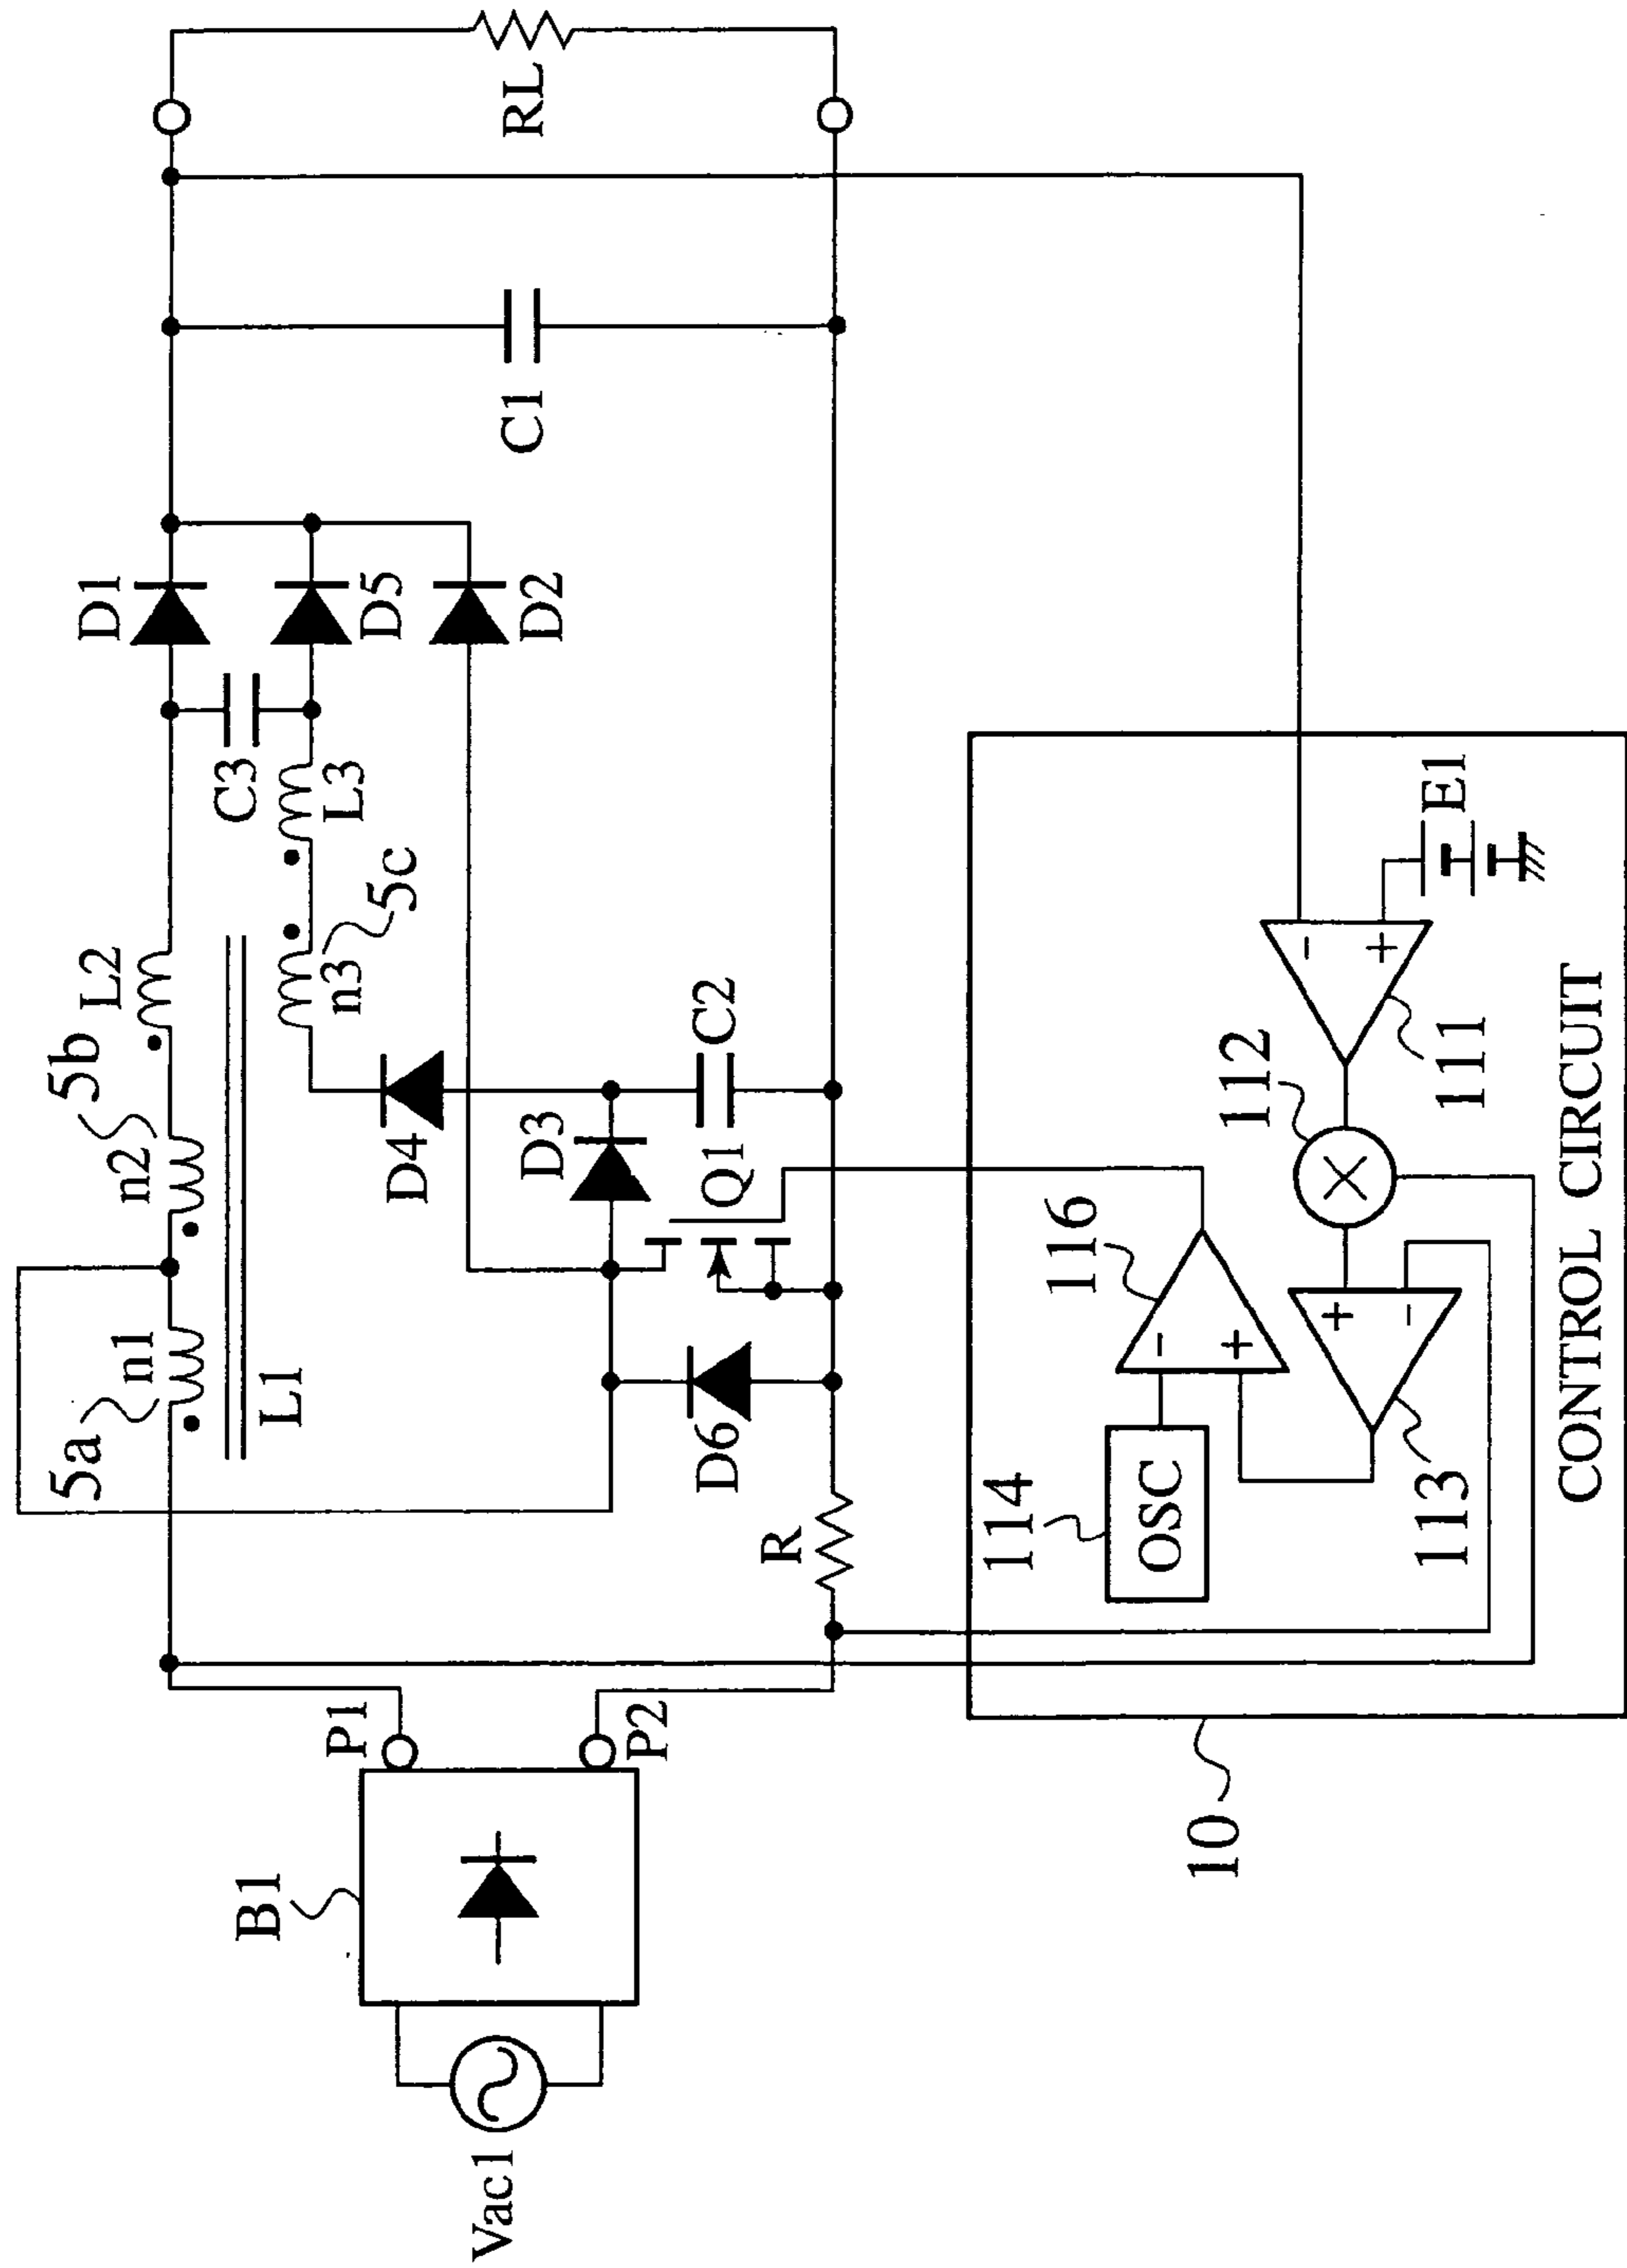 Vac1
B1
P1
P2
5a
n1
L1
n2
5b
L2
n3
5c
L3
C3
D1
D5
D2
D4
D3
C2
Q1
D6
R
C1
RL
10
114
OSC
116
-
+
113
+
-
112
111
-
+
E1
CONTROL CIRCUIT